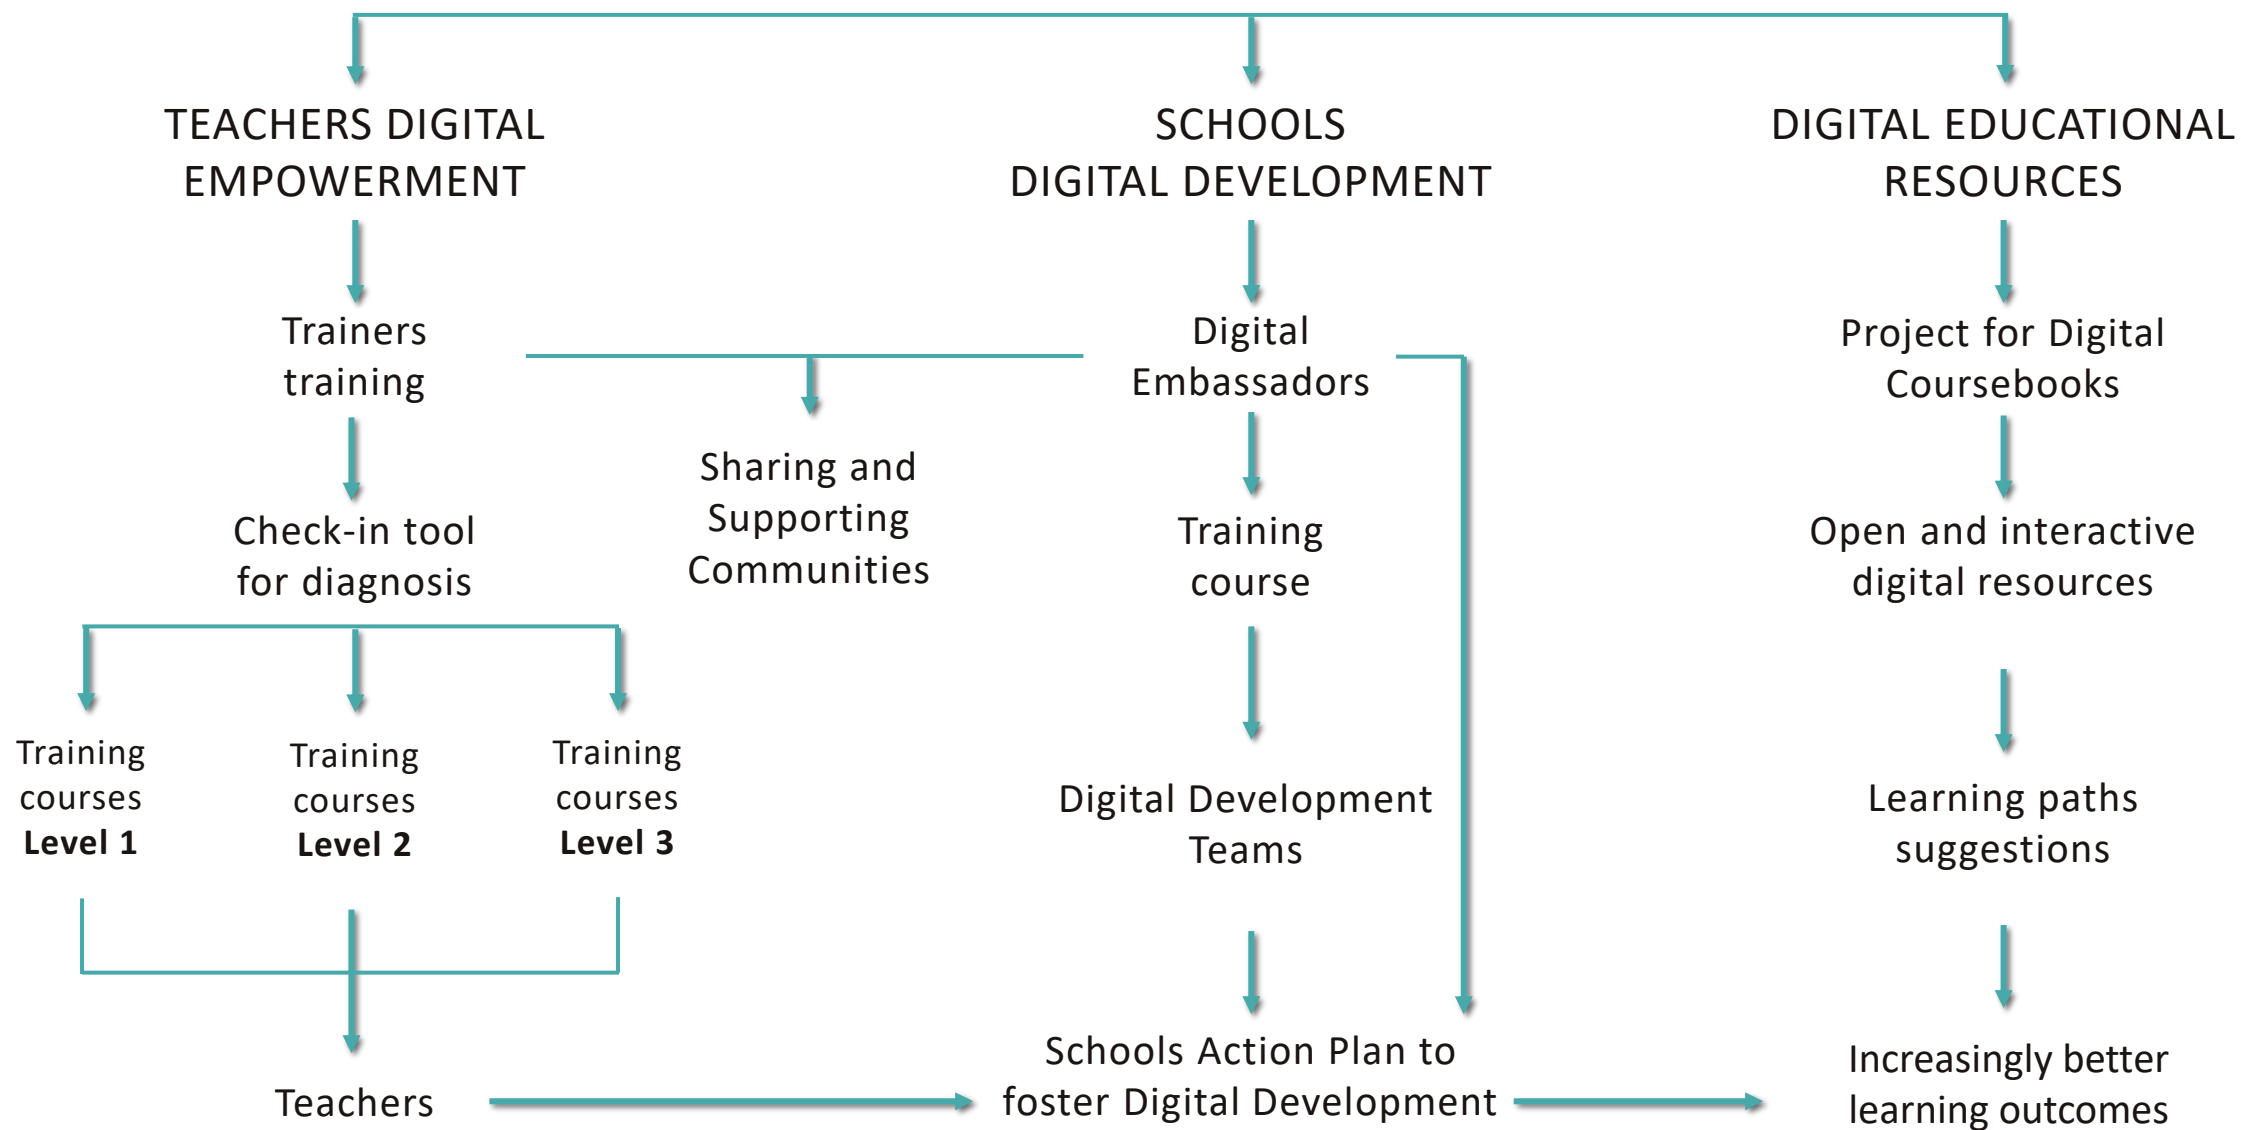 TEACHERS DIGITAL
EMPOWERMENT
SCHOOLS
DIGITAL DEVELOPMENT
DIGITAL EDUCATIONAL
RESOURCES
Trainers
training
Digital
Embassadors
Project for Digital
Coursebooks
Sharing and
Supporting
Communities
Check-in tool
for diagnosis
Training
course
Open and interactive
digital resources
Training
courses
Level 1
Training
courses
Level 2
Training
courses
Level 3
Digital Development
Teams
Learning paths
suggestions
Teachers
Schools Action Plan to
foster Digital Development
Increasingly better
learning outcomes